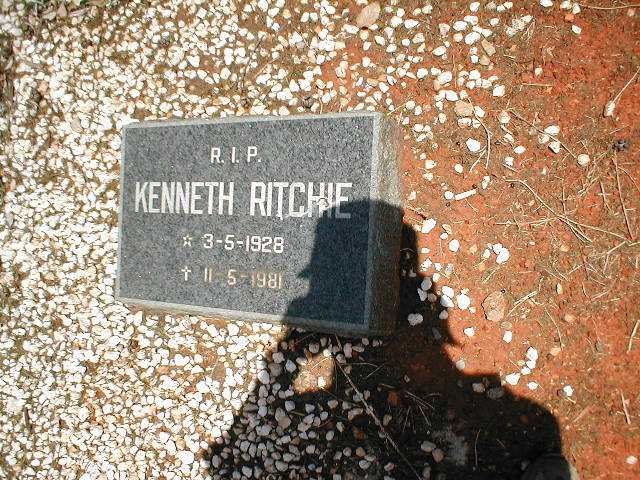 R.I.P.
KENNETH RITCHIE
☆ 3-5-1928
✝ 11-5-1981